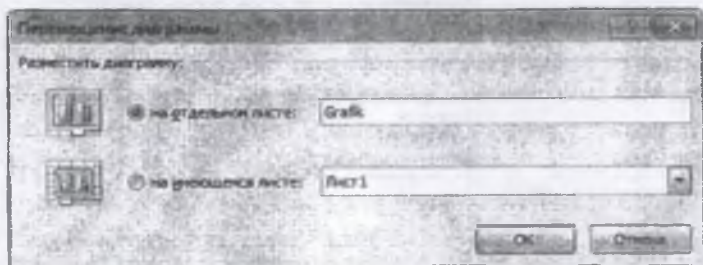 Перемещение диаграммы
Разместить диаграмму:
на отдельном листе: Grafik
на имеющемся листе: Лист1
ОК Отмена